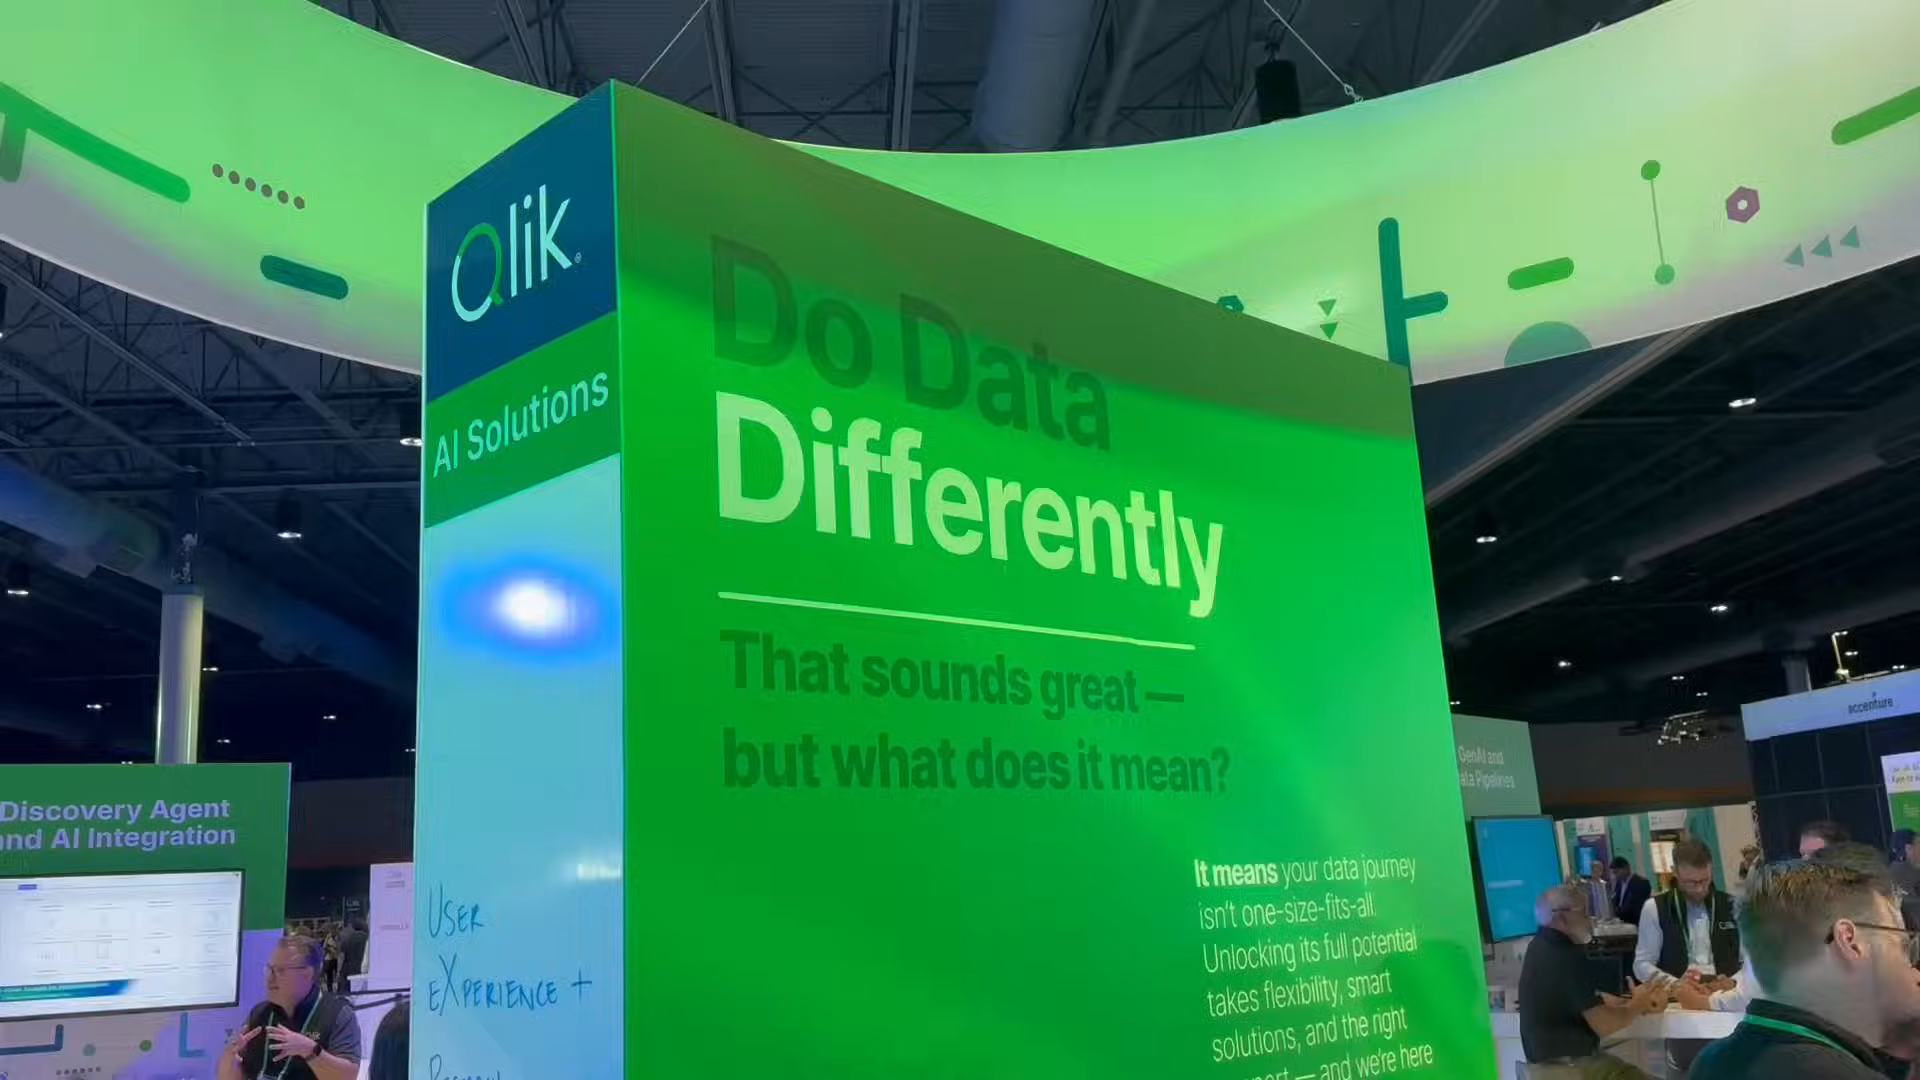 Qlik
AI Solutions
Do Data
Differently
That sounds great —
but what does it mean?
It means your data journey
isn't one-size-fits-all.
Unlocking its full potential
takes flexibility, smart
solutions, and the right
— and we're here
USER
EXPERIENCE +
Discovery Agent
and AI Integration
GenAI and
Pipelines
accenture